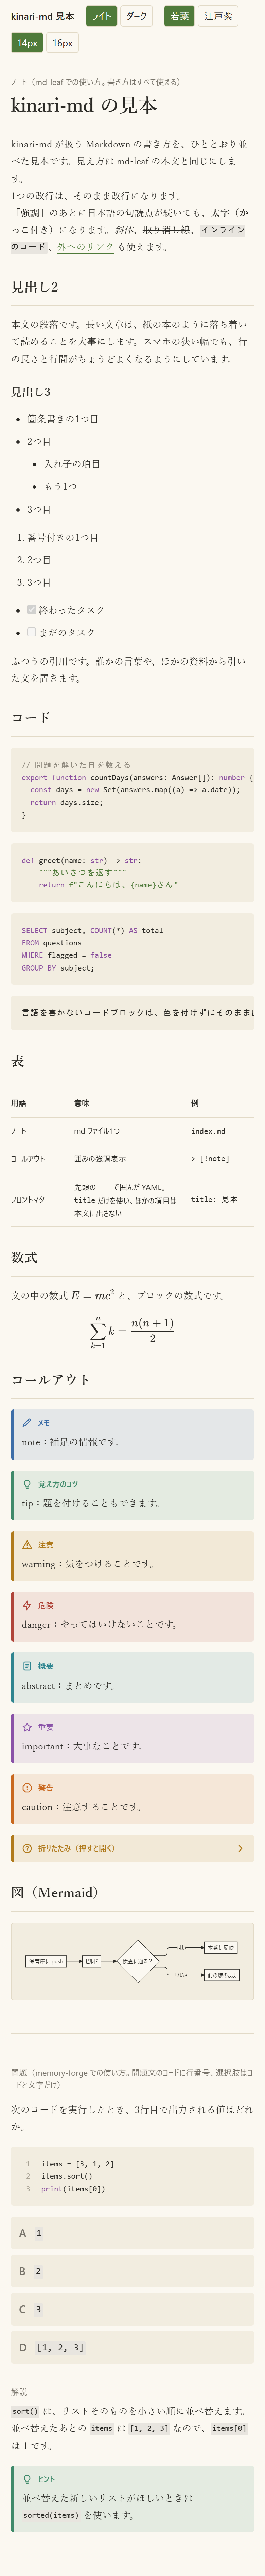 kinari-md 見本 ライト ダーク 若葉 江戸紫
14px 16px
ノート（md-leaf での使い方。書き方はすべて使える）
kinari-md の見本
kinari-md が扱う Markdown の書き方を、ひととおり並
べた見本です。見え方は md-leaf の本文と同じにしま
す。
1つの改行は、そのまま改行になります。
「強調」のあとに日本語の句読点が続いても、太字（か
っこ付き）になります。斜体、取り消し線、インライン
のコード、外へのリンク も使えます。
見出し2
本文の段落です。長い文章は、紙の本のように落ち着い
て読めることを大事にします。スマホの狭い幅でも、行
の長さと行間がちょうどよくなるようにしています。
見出し3
• 箇条書きの1つ目
• 2つ目
• 入れ子の項目
• もう1つ
• 3つ目
1. 番号付きの1つ目
2. 2つ目
3. 3つ目
• 終わったタスク
• まだのタスク
ふつうの引用です。誰かの言葉や、ほかの資料から引い
た文を置きます。
コード
// 問題を解いた日を数える
export function countDays(answers: Answer[]): number {
  const days = new Set(answers.map((a) => a.date));
  return days.size;
}
def greet(name: str) -> str:
    """あいさつを返す"""
    return f"こんにちは、{name}さん"
SELECT subject, COUNT(*) AS total
FROM questions
WHERE flagged = false
GROUP BY subject;
言語を書かないコードブロックは、色を付けずにそのまま
表
用語 意味 例
ノート md ファイル1つ index.md
コールアウト 囲みの強調表示 > [!note]
フロントマター 先頭の --- で囲んだ YAML。
title だけを使い、ほかの項目は
本文に出さない title: 見本
数式
文の中の数式 E = mc² と、ブロックの数式です。
∑_{k=1}^{n} k = n(n + 1) / 2
コールアウト
メモ
note：補足の情報です。
覚え方のコツ
tip：題を付けることもできます。
注意
warning：気をつけることです。
危険
danger：やってはいけないことです。
概要
abstract：まとめです。
重要
important：大事なことです。
警告
caution：注意することです。
折りたたみ（押すと開く）
図（Mermaid）
保管庫に push ビルド 検査に通る? はい 本番に反映
いいえ 前の版のまま
問題（memory-forge での使い方。問題文のコードに行番号、選択肢はコ
ードと文字だけ）
次のコードを実行したとき、3行目で出力される値はどれ
か。
1 items = [3, 1, 2]
2 items.sort()
3 print(items[0])
A 1
B 2
C 3
D [1, 2, 3]
解説
sort() は、リストそのものを小さい順に並べ替えます。
並べ替えたあとの items は [1, 2, 3] なので、items[0]
は 1 です。
ヒント
並べ替えた新しいリストがほしいときは
sorted(items) を使います。